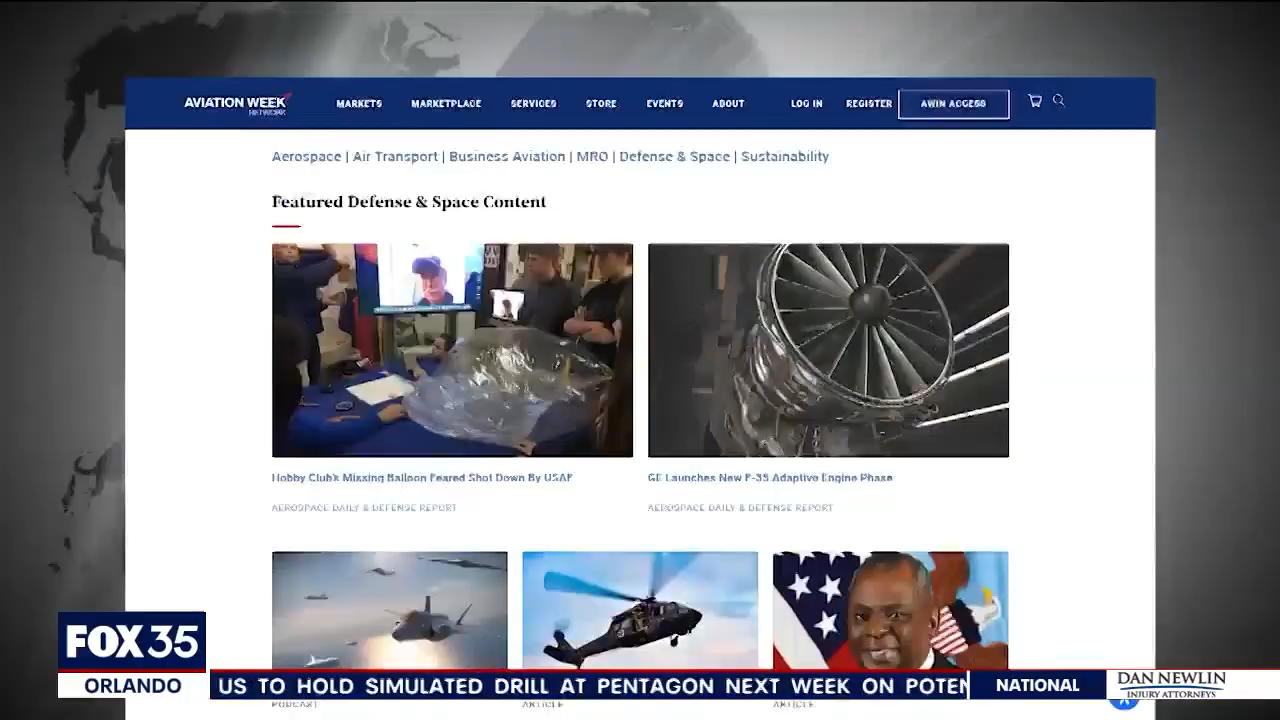 AVIATION WEEK
NETWORK
MARKETS MARKETPLACE SERVICES STORE EVENTS ABOUT LOG IN REGISTER AWIN ACCESS
Aerospace | Air Transport | Business Aviation | MRO | Defense & Space | Sustainability
Featured Defense & Space Content
Hobby Club's Missing Balloon Feared Shot Down By USAF
GE Launches New F-35 Adaptive Engine Phase
AEROSPACE DAILY & DEFENSE REPORT
AEROSPACE DAILY & DEFENSE REPORT
FOX 35
ORLANDO
US TO HOLD SIMULATED DRILL AT PENTAGON NEXT WEEK ON POTEN
NATIONAL
DAN NEWLIN
INJURY ATTORNEYS
PODCAST
ARTICLE
ARTICLE